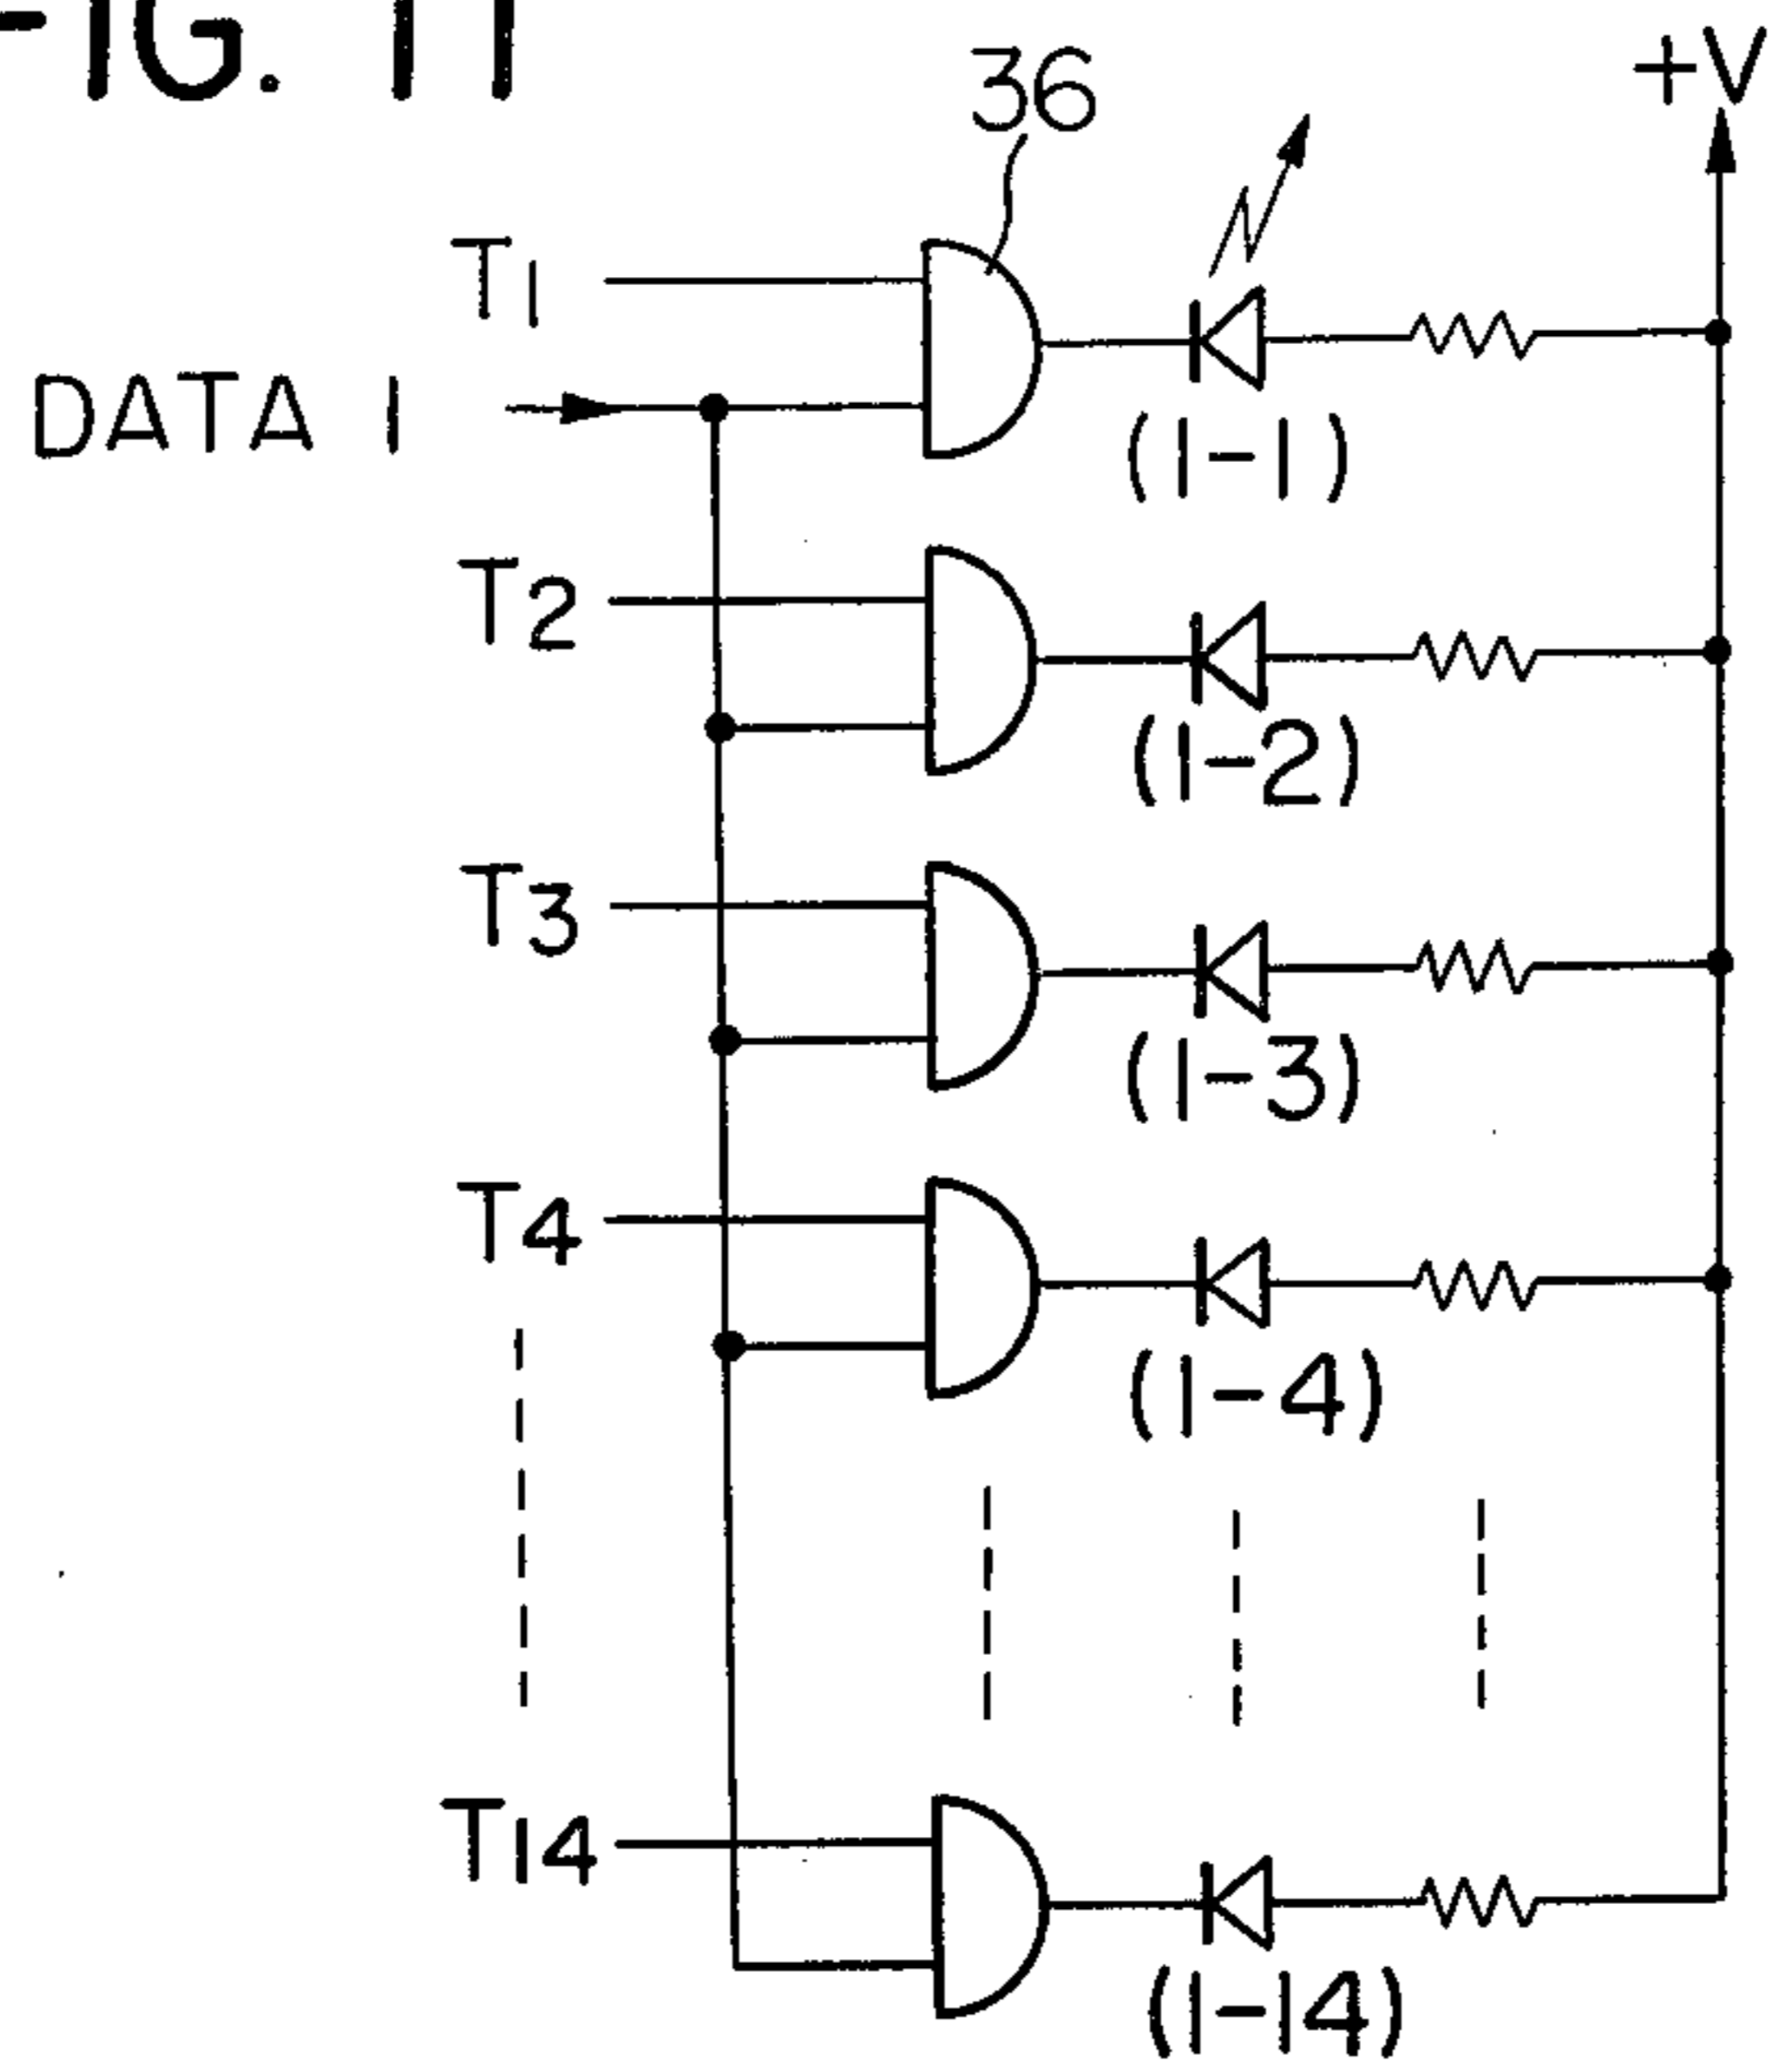 FIG. 11
36
+V
T1
DATA 1
(1-1)
T2
(1-2)
T3
(1-3)
T4
(1-4)
T14
(1-14)